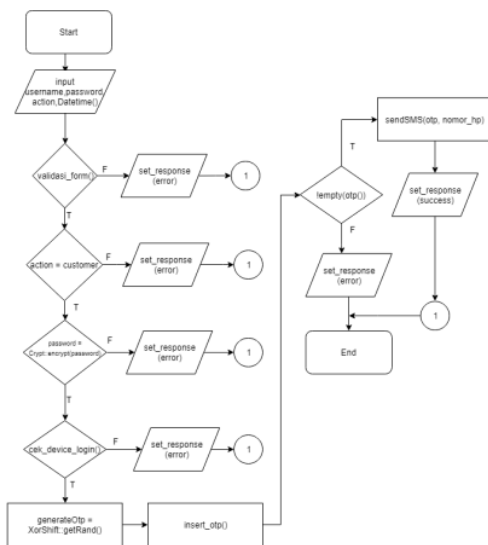 Start
input
username,password,
action,Datetime()
validasi_form()
F
set_response
(error)
1
T
action = customer
F
set_response
(error)
1
T
password =
Crypt::encrypt(password)
F
set_response
(error)
1
T
cek_device_login()
F
set_response
(error)
1
T
generateOtp =
XorShift::getRand()
insert_otp()
!empty(otp())
T
sendSMS(otp, nomor_hp)
set_response
(success)
F
set_response
(error)
1
End